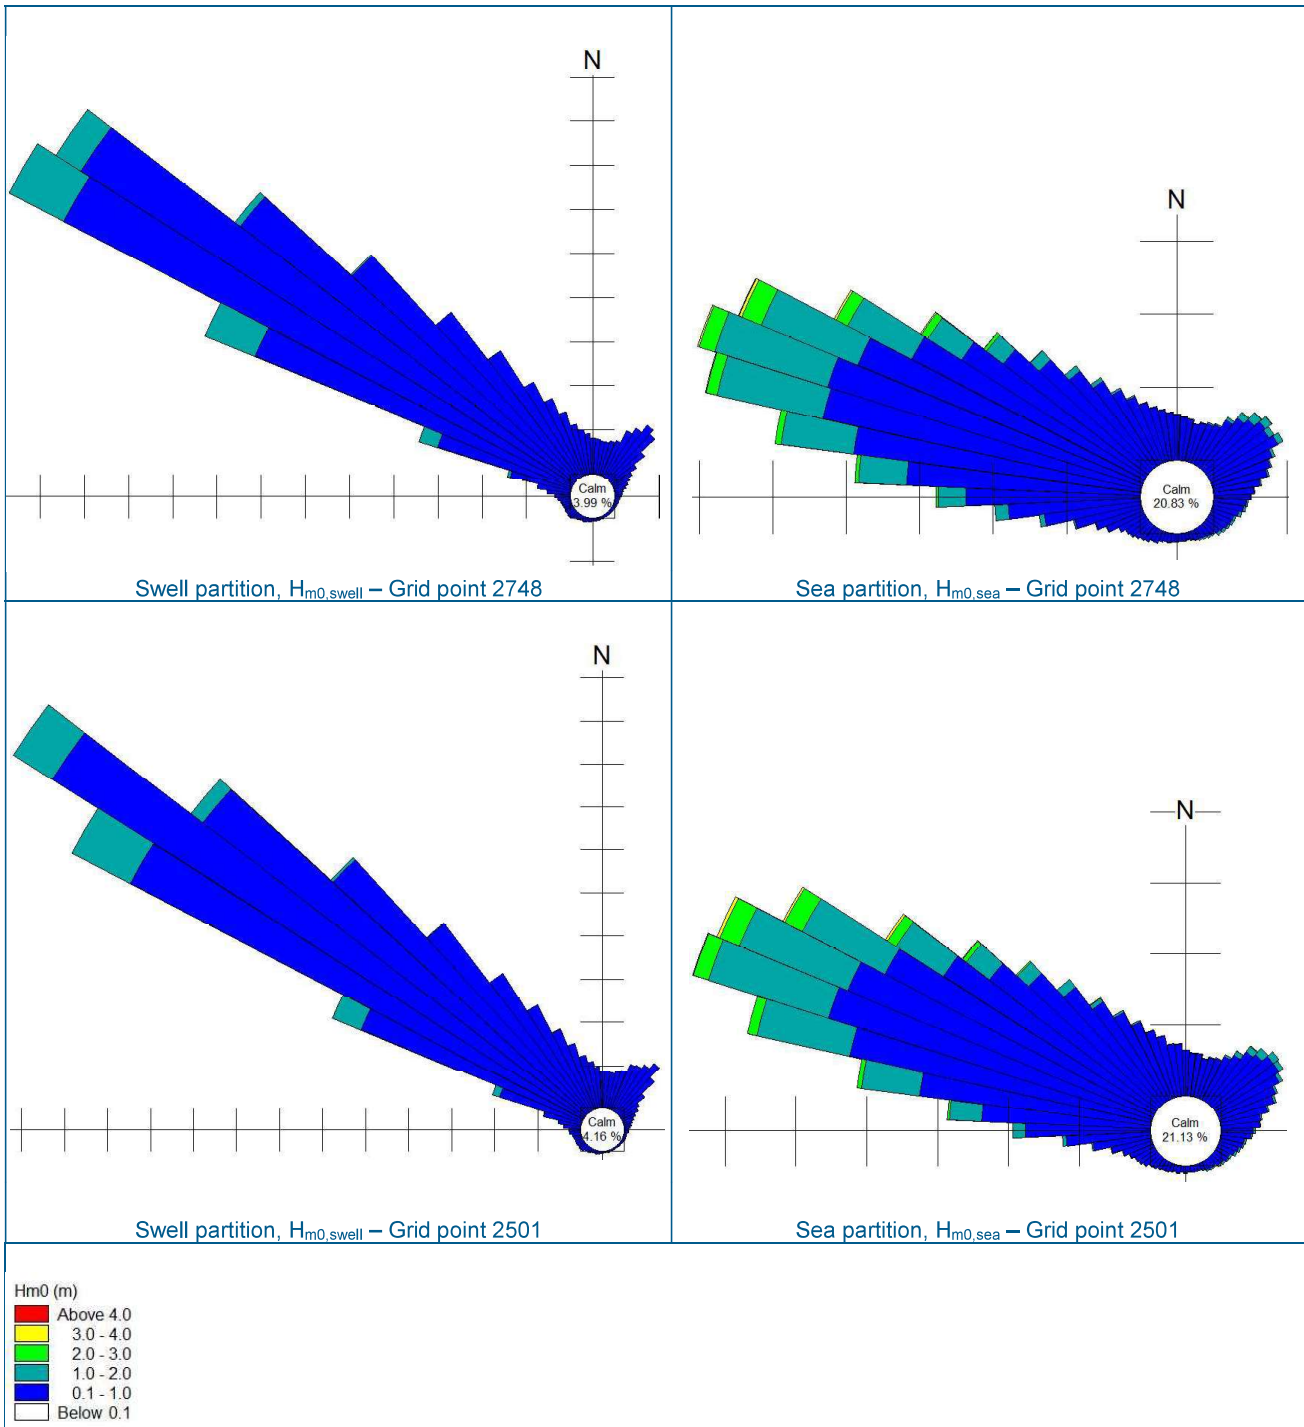 N
Calm
3.99 %
Swell partition, Hm0,swell – Grid point 2748
N
Calm
20.83 %
Sea partition, Hm0,sea – Grid point 2748
N
Calm
4.16 %
Swell partition, Hm0,swell – Grid point 2501
N
Calm
21.13 %
Sea partition, Hm0,sea – Grid point 2501
Hm0 (m)
Above 4.0
3.0 - 4.0
2.0 - 3.0
1.0 - 2.0
0.1 - 1.0
Below 0.1